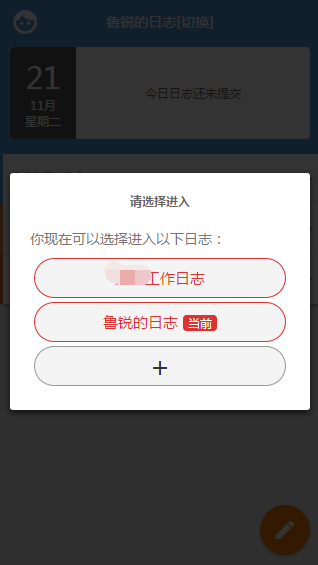 鲁锐的日志[切换]
21
11月
星期二
今日日志还未提交
请选择进入
你现在可以选择进入以下日志：
工作日志
鲁锐的日志 当前
+